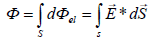 Φ = ∫_S dΦ_el = ∫_s E⃗ * dS⃗